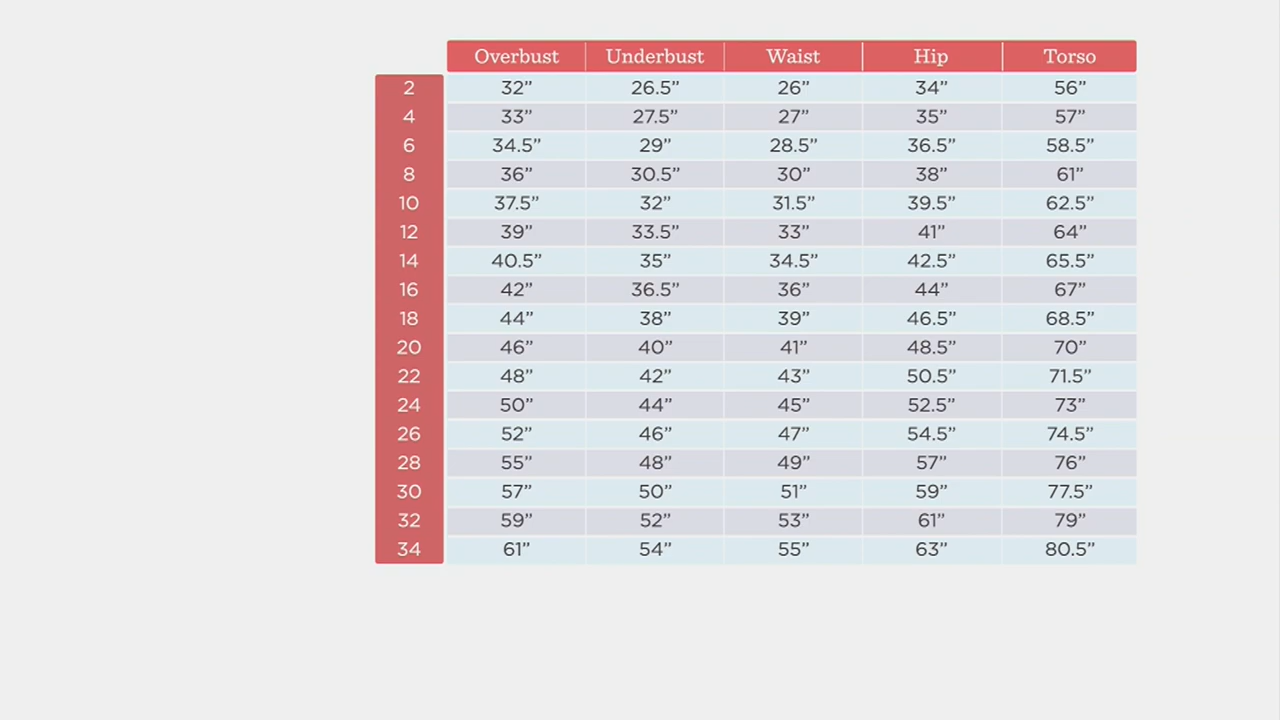 Overbust Underbust Waist Hip Torso
2 32” 26.5” 26” 34” 56”
4 33” 27.5” 27” 35” 57”
6 34.5” 29” 28.5” 36.5” 58.5”
8 36” 30.5” 30” 38” 61”
10 37.5” 32” 31.5” 39.5” 62.5”
12 39” 33.5” 33” 41” 64”
14 40.5” 35” 34.5” 42.5” 65.5”
16 42” 36.5” 36” 44” 67”
18 44” 38” 39” 46.5” 68.5”
20 46” 40” 41” 48.5” 70”
22 48” 42” 43” 50.5” 71.5”
24 50” 44” 45” 52.5” 73”
26 52” 46” 47” 54.5” 74.5”
28 55” 48” 49” 57” 76”
30 57” 50” 51” 59” 77.5”
32 59” 52” 53” 61” 79”
34 61” 54” 55” 63” 80.5”